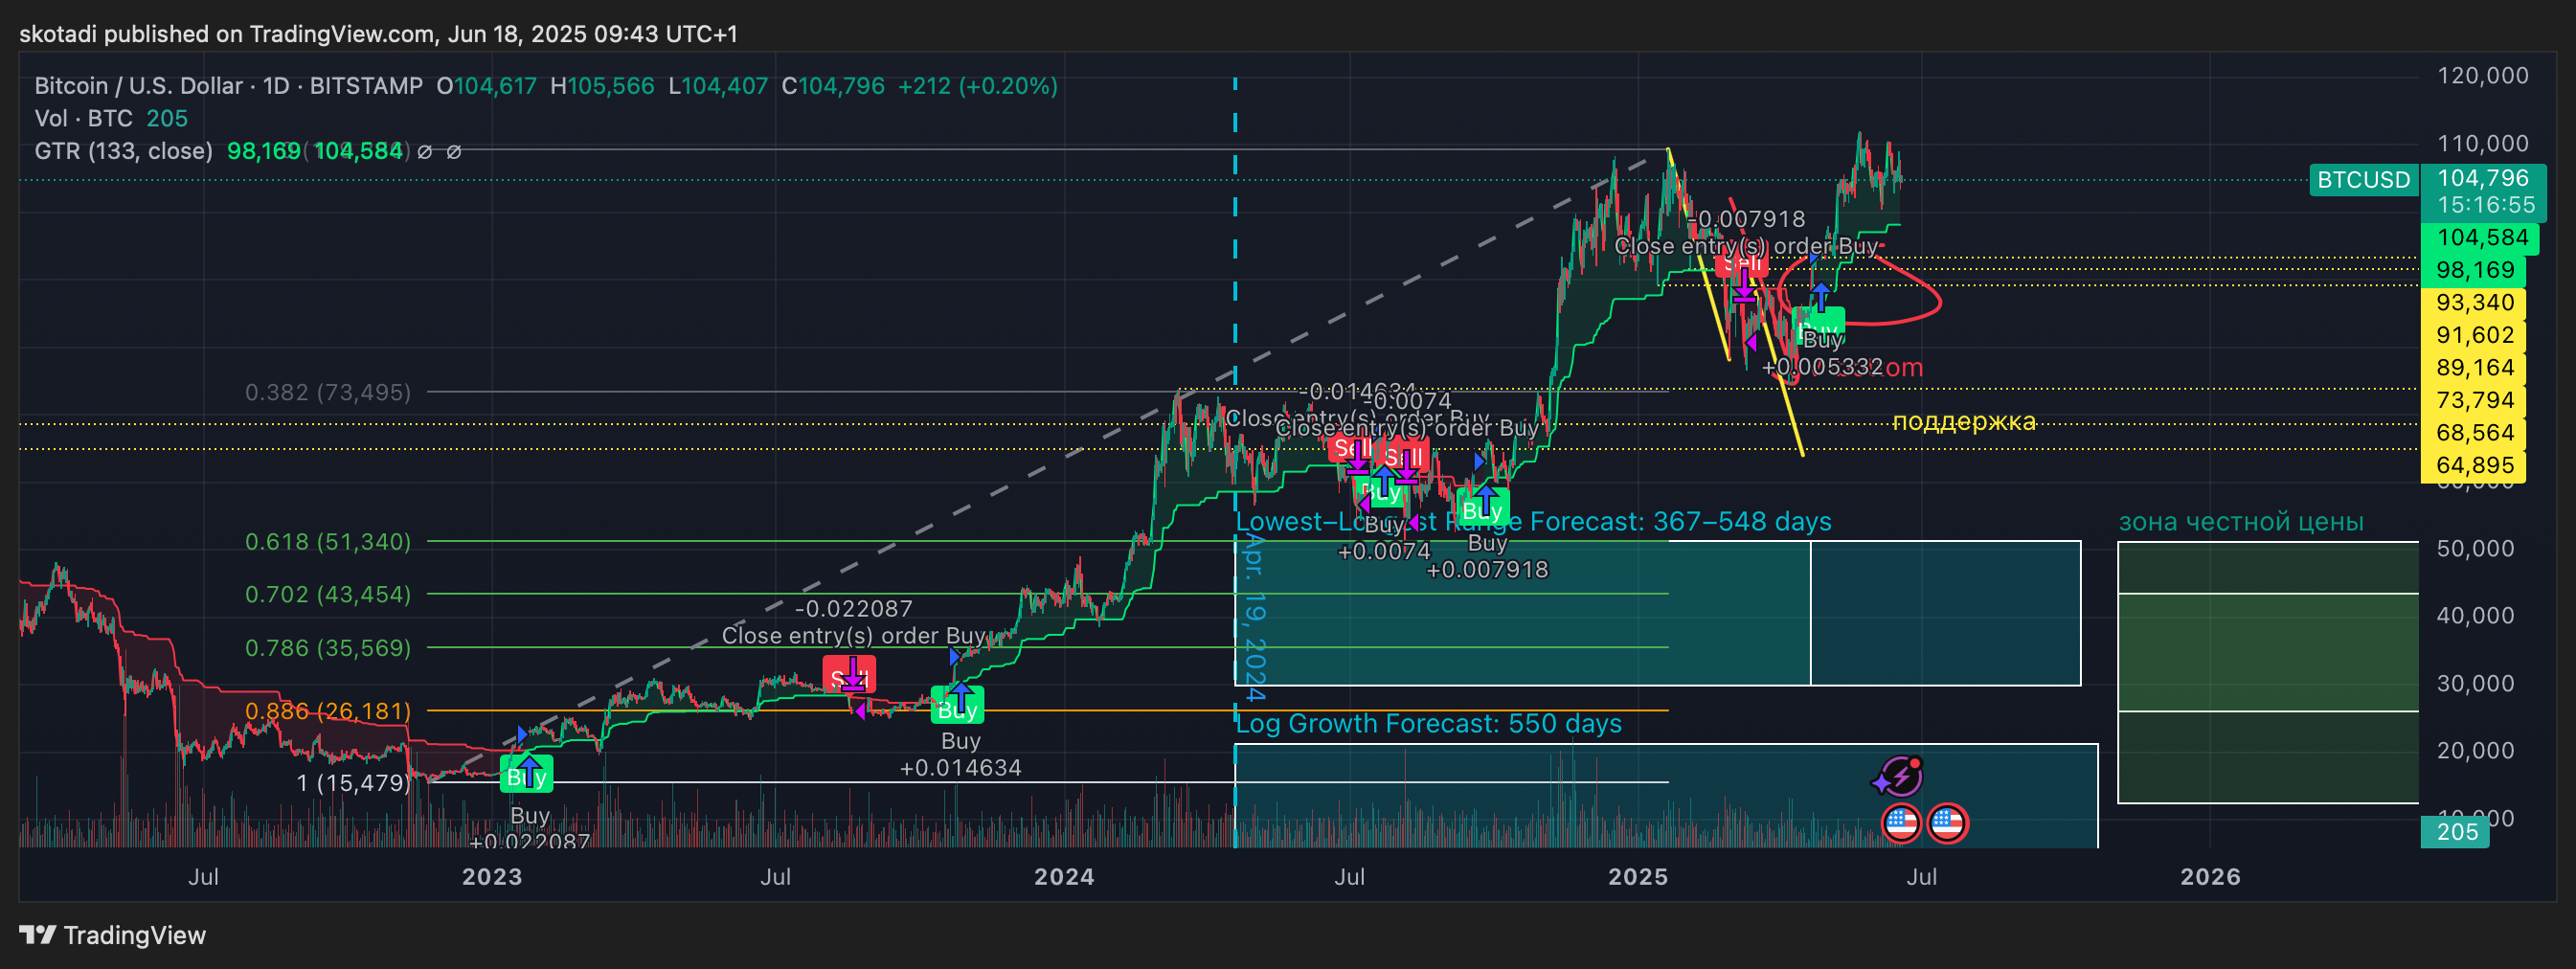 skotadi published on TradingView.com, Jun 18, 2025 09:43 UTC+1
Bitcoin / U.S. Dollar · 1D · BITSTAMP O104,617 H105,566 L104,407 C104,796 +212 (+0.20%)
Vol · BTC 205
GTR (133, close) 98,169 104,584 ∅ ∅
120,000
110,000
BTCUSD 104,796
15:16:55
104,584
98,169
93,340
91,602
89,164
73,794
68,564
64,895
50,000
40,000
30,000
20,000
205
-0.007918
Close entry(s) order Buy
Sell
Buy
Buy
+0.005332
поддержка
0.382 (73,495)
-0.014634
-0.0074
Close entry(s) order Buy
Close entry(s) order Buy
Sell
Sell
Buy
Buy
Buy
+0.0074
Buy
+0.007918
Lowest–Longest Range Forecast: 367–548 days
зона честной цены
0.618 (51,340)
0.702 (43,454)
Apr. 19, 2024
-0.022087
Close entry(s) order Buy
0.786 (35,569)
Sell
Buy
0.886 (26,181)
Log Growth Forecast: 550 days
Buy
+0.014634
1 (15,479)
Buy
Buy
+0.022087
Jul
2023
Jul
2024
Jul
2025
Jul
2026
TradingView